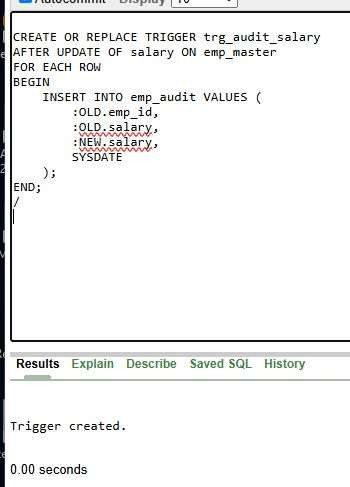 Autocommit Display 10
CREATE OR REPLACE TRIGGER trg_audit_salary
AFTER UPDATE OF salary ON emp_master
FOR EACH ROW
BEGIN
    INSERT INTO emp_audit VALUES (
        :OLD.emp_id,
        :OLD.salary,
        :NEW.salary,
        SYSDATE
    );
END;
/
Results Explain Describe Saved SQL History
Trigger created.
0.00 seconds